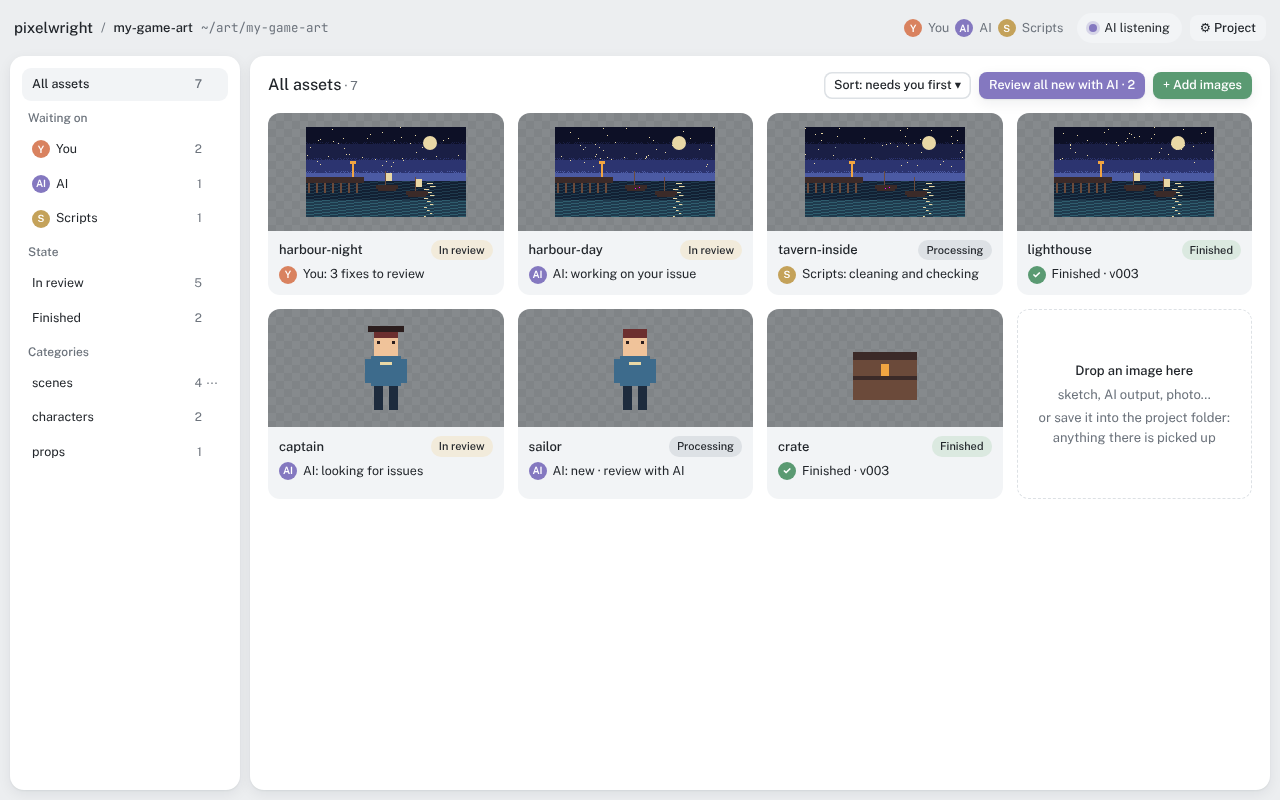 pixelwright / my-game-art ~/art/my-game-art
Y You AI AI S Scripts
AI listening
⚙ Project
All assets 7
Waiting on
Y You 2
AI AI 1
S Scripts 1
State
In review 5
Finished 2
Categories
scenes 4 ···
characters 2
props 1
All assets · 7
Sort: needs you first ▾
Review all new with AI · 2
+ Add images
harbour-night In review
Y You: 3 fixes to review
harbour-day In review
AI AI: working on your issue
tavern-inside Processing
S Scripts: cleaning and checking
lighthouse Finished
✓ Finished · v003
captain In review
AI AI: looking for issues
sailor Processing
AI AI: new · review with AI
crate Finished
✓ Finished · v003
Drop an image here
sketch, AI output, photo...
or save it into the project folder:
anything there is picked up